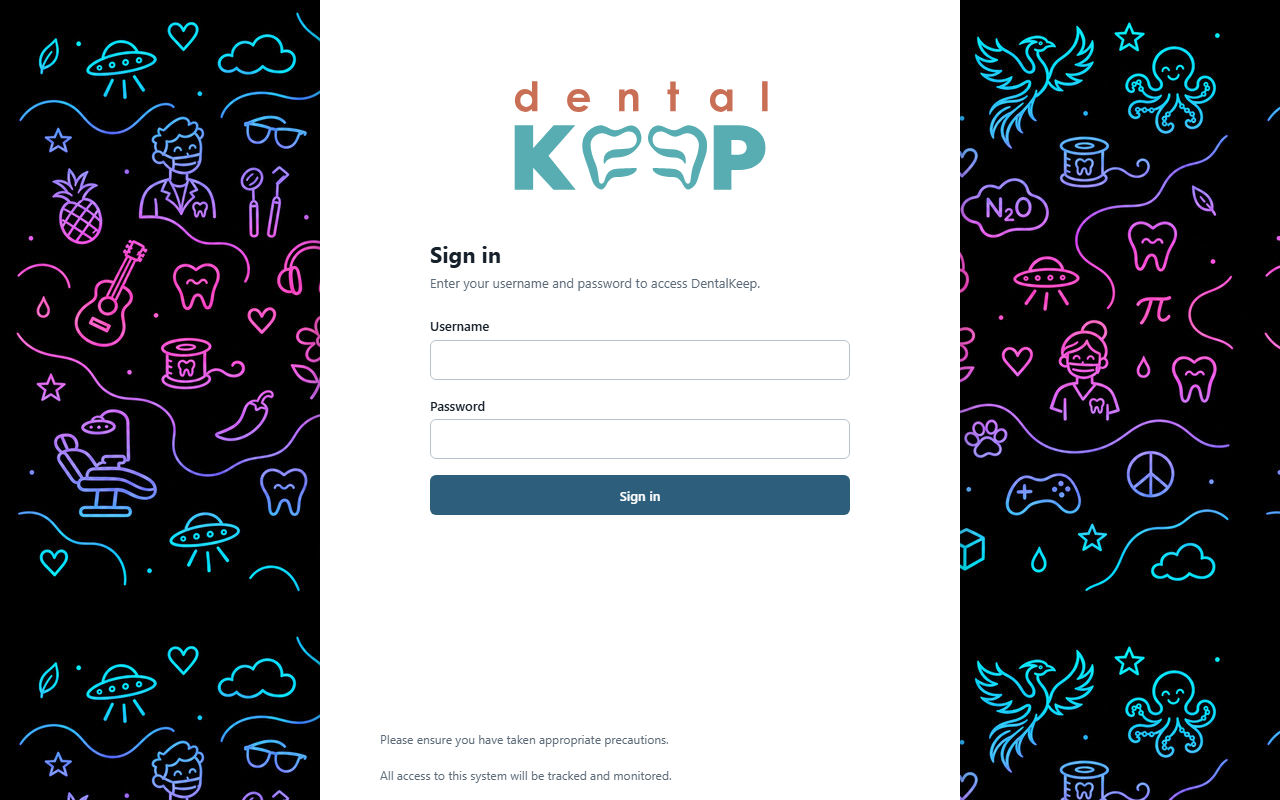 dental
KEEP
N₂O
Sign in
Enter your username and password to access DentalKeep.
π
Username
Password
Sign in
Please ensure you have taken appropriate precautions.
All access to this system will be tracked and monitored.